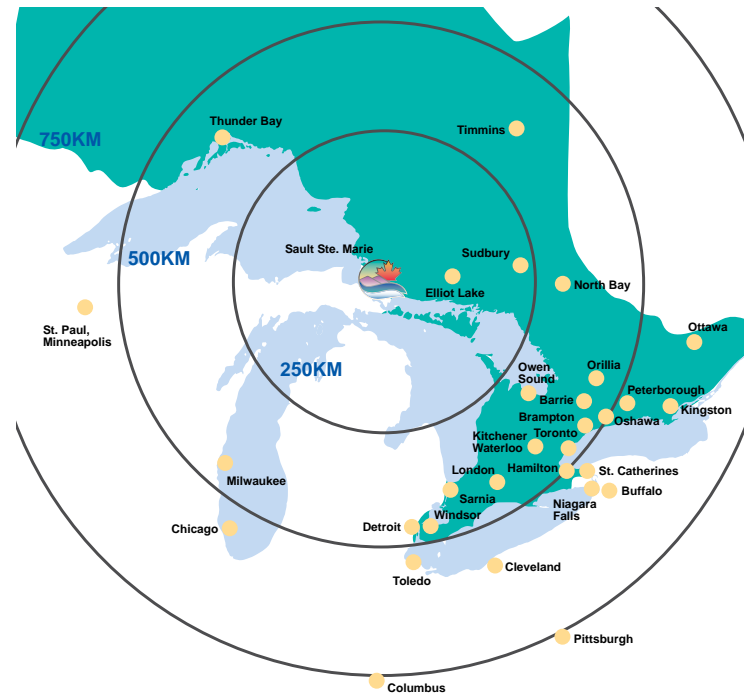 Thunder Bay
Timmins
750KM
Sault Ste. Marie
Sudbury
500KM
Elliot Lake
North Bay
St. Paul,
Minneapolis
Ottawa
250KM
Owen
Sound
Orillia
Barrie
Peterborough
Kingston
Brampton
Oshawa
Kitchener
Waterloo
Toronto
London
Hamilton
St. Catherines
Milwaukee
Sarnia
Buffalo
Niagara
Falls
Chicago
Detroit
Windsor
Toledo
Cleveland
Pittsburgh
Columbus